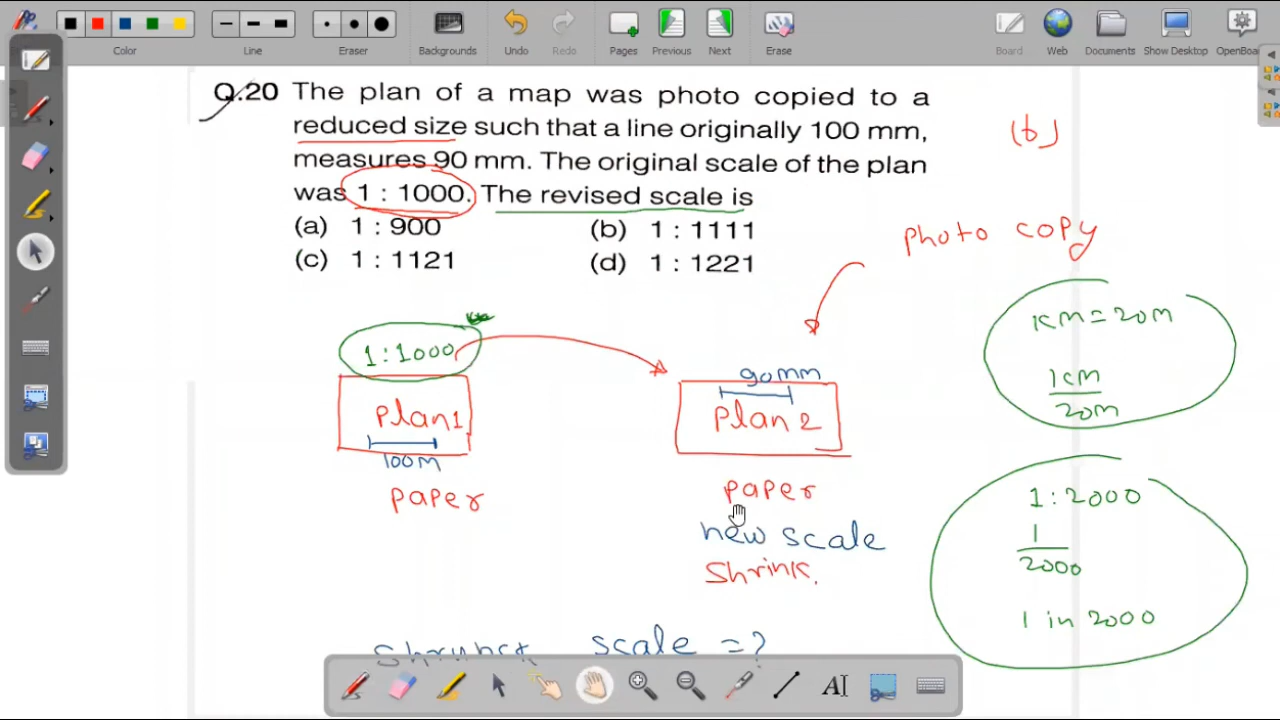 Color
Line
Eraser
Backgrounds
Undo
Redo
Pages
Previous
Next
Erase
Board
Web
Documents
Show Desktop
OpenBoa
Q.20 The plan of a map was photo copied to a
reduced size such that a line originally 100 mm,
measures 90 mm. The original scale of the plan
was 1 : 1000. The revised scale is
(a) 1 : 900 (b) 1 : 1111
(c) 1 : 1121 (d) 1 : 1221
(b)
Photo copy
1:1000
Plan1
100M
Paper
90mm
Plan 2
Paper
new scale
Shrink.
KM=20M
1cm
20M
1:2000
1
2000
1 in 2000
scale =?